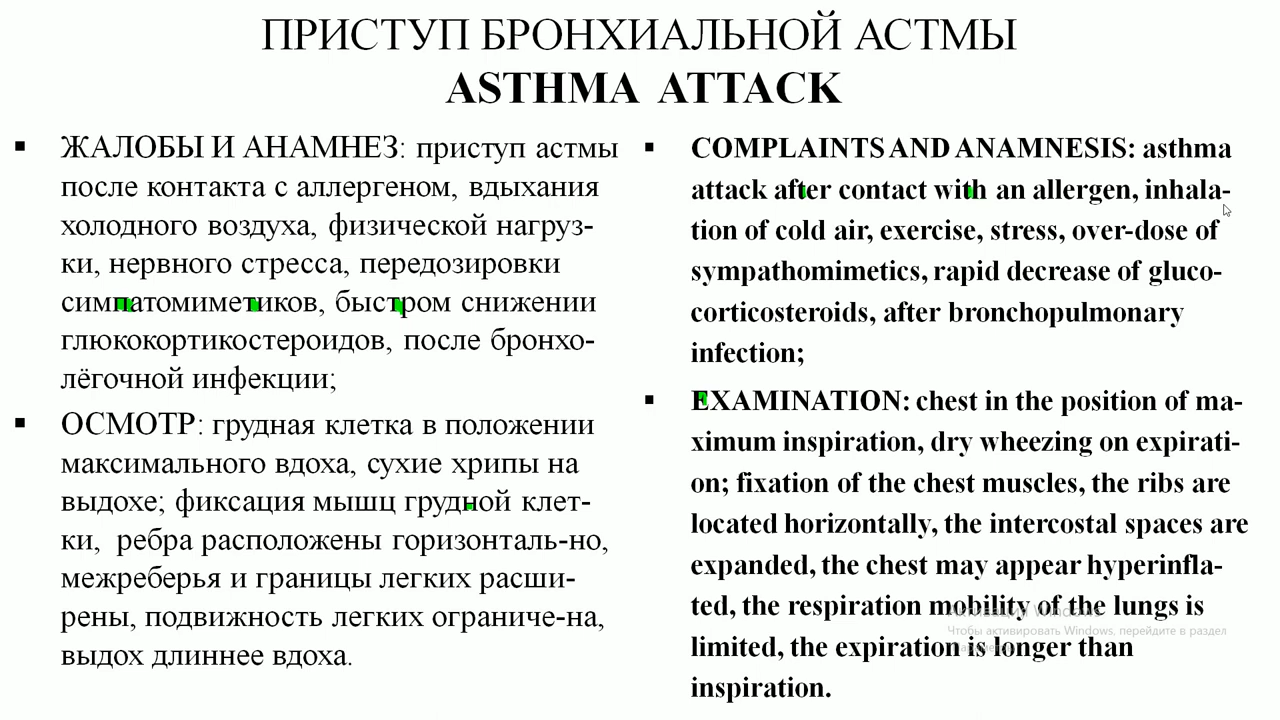 ПРИСТУП БРОНХИАЛЬНОЙ АСТМЫ
ASTHMA ATTACK
▪ ЖАЛОБЫ И АНАМНЕЗ: приступ астмы
после контакта с аллергеном, вдыхания
холодного воздуха, физической нагруз-
ки, нервного стресса, передозировки
симпатомиметиков, быстром снижении
глюкокортикостероидов, после бронхо-
лёгочной инфекции;
▪ ОСМОТР: грудная клетка в положении
максимального вдоха, сухие хрипы на
выдохе; фиксация мышц грудной клет-
ки, ребра расположены горизонталь-но,
межреберья и границы легких расши-
рены, подвижность легких ограниче-на,
выдох длиннее вдоха.
▪ COMPLAINTS AND ANAMNESIS: asthma
attack after contact with an allergen, inhala-
tion of cold air, exercise, stress, over-dose of
sympathomimetics, rapid decrease of gluco-
corticosteroids, after bronchopulmonary
infection;
▪ EXAMINATION: chest in the position of ma-
ximum inspiration, dry wheezing on expirati-
on; fixation of the chest muscles, the ribs are
located horizontally, the intercostal spaces are
expanded, the chest may appear hyperinfla-
ted, the respiration mobility of the lungs is
limited, the expiration is longer than
inspiration.
Активация Windows
Чтобы активировать Windows, перейдите в раздел